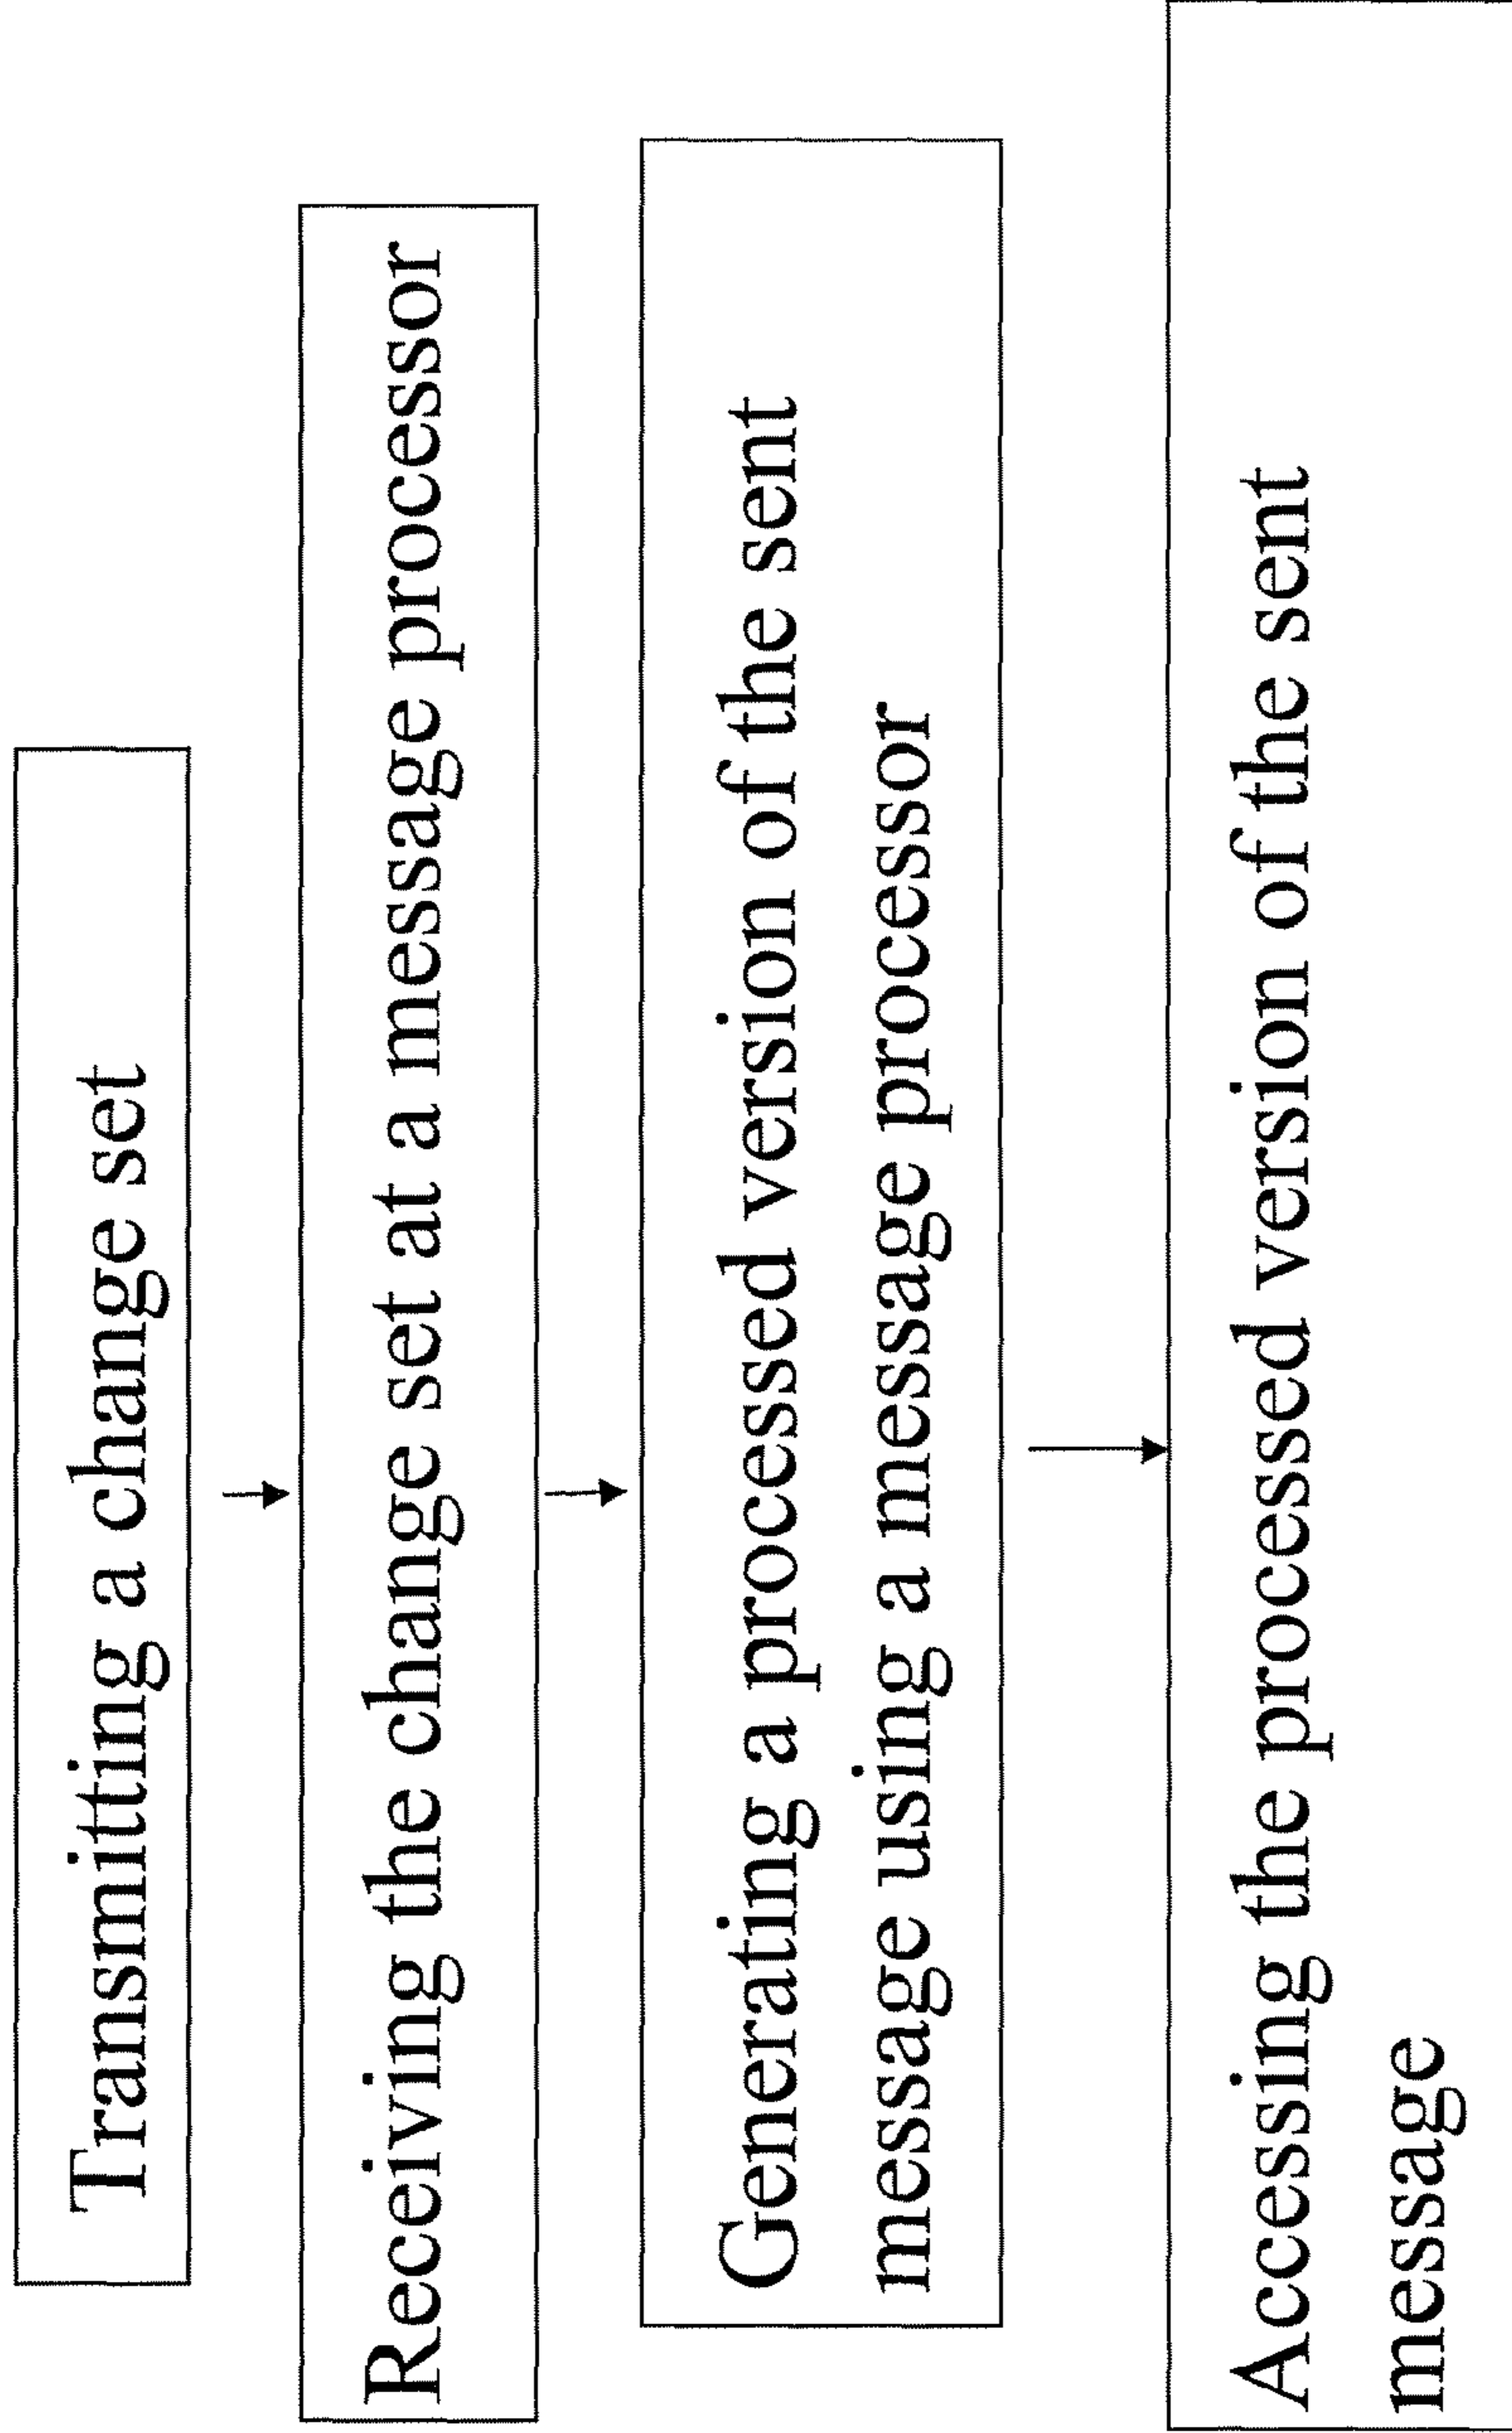 Transmitting a change set
Receiving the change set at a message processor
Generating a processed version of the sent
message using a message processor
Accessing the processed version of the sent
message